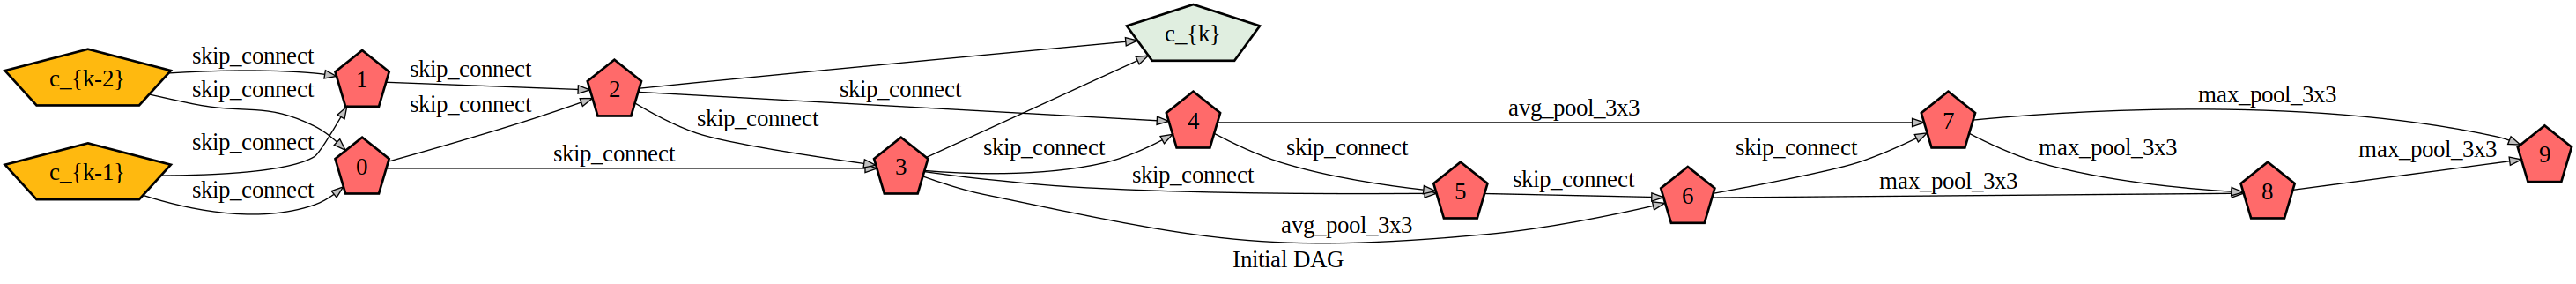 c_{k-2}
c_{k-1}
skip_connect
skip_connect
skip_connect
skip_connect
1
0
skip_connect
skip_connect
skip_connect
2
skip_connect
skip_connect
3
c_{k}
skip_connect
skip_connect
avg_pool_3x3
4
skip_connect
avg_pool_3x3
5
skip_connect
6
skip_connect
max_pool_3x3
7
max_pool_3x3
max_pool_3x3
8
max_pool_3x3
9
Initial DAG